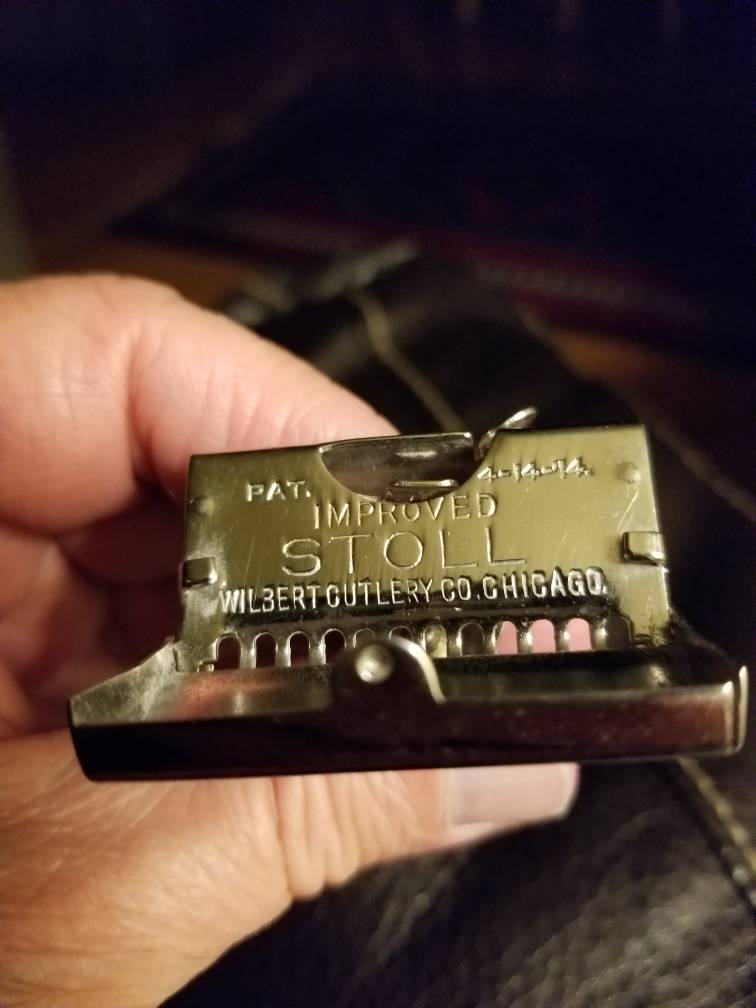 PAT. 4-14-14.
IMPROVED
STOLL
WILBERT CUTLERY CO. CHICAGO.